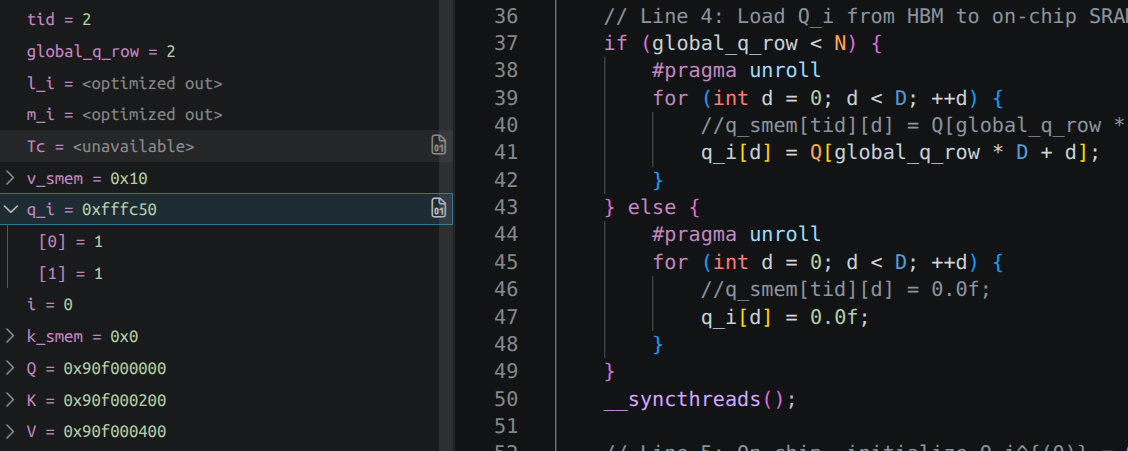 tid = 2
global_q_row = 2
l_i = <optimized out>
m_i = <optimized out>
Tc = <unavailable>
v_smem = 0x10
q_i = 0xfffc50
[0] = 1
[1] = 1
i = 0
k_smem = 0x0
Q = 0x90f000000
K = 0x90f000200
V = 0x90f000400
36 // Line 4: Load Q_i from HBM to on-chip SRAM
37 if (global_q_row < N) {
38 #pragma unroll
39 for (int d = 0; d < D; ++d) {
40 //q_smem[tid][d] = Q[global_q_row *
41 q_i[d] = Q[global_q_row * D + d];
42 }
43 } else {
44 #pragma unroll
45 for (int d = 0; d < D; ++d) {
46 //q_smem[tid][d] = 0.0f;
47 q_i[d] = 0.0f;
48 }
49 }
50 __syncthreads();
51